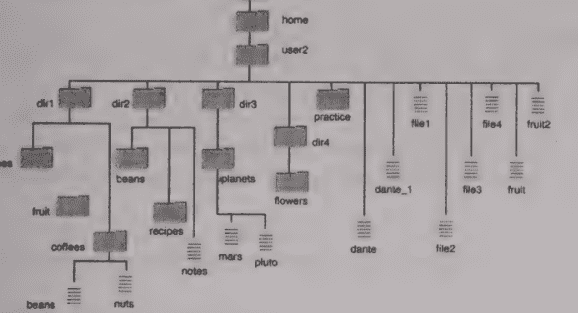 home
user2
dir1
dir2
dir3
practice
file1
file4
fruit2
dir4
es
beans
planets
dante_1
file3
fruit
flowers
fruit
recipes
coffees
dante
file2
notes
mars
pluto
beans
nuts